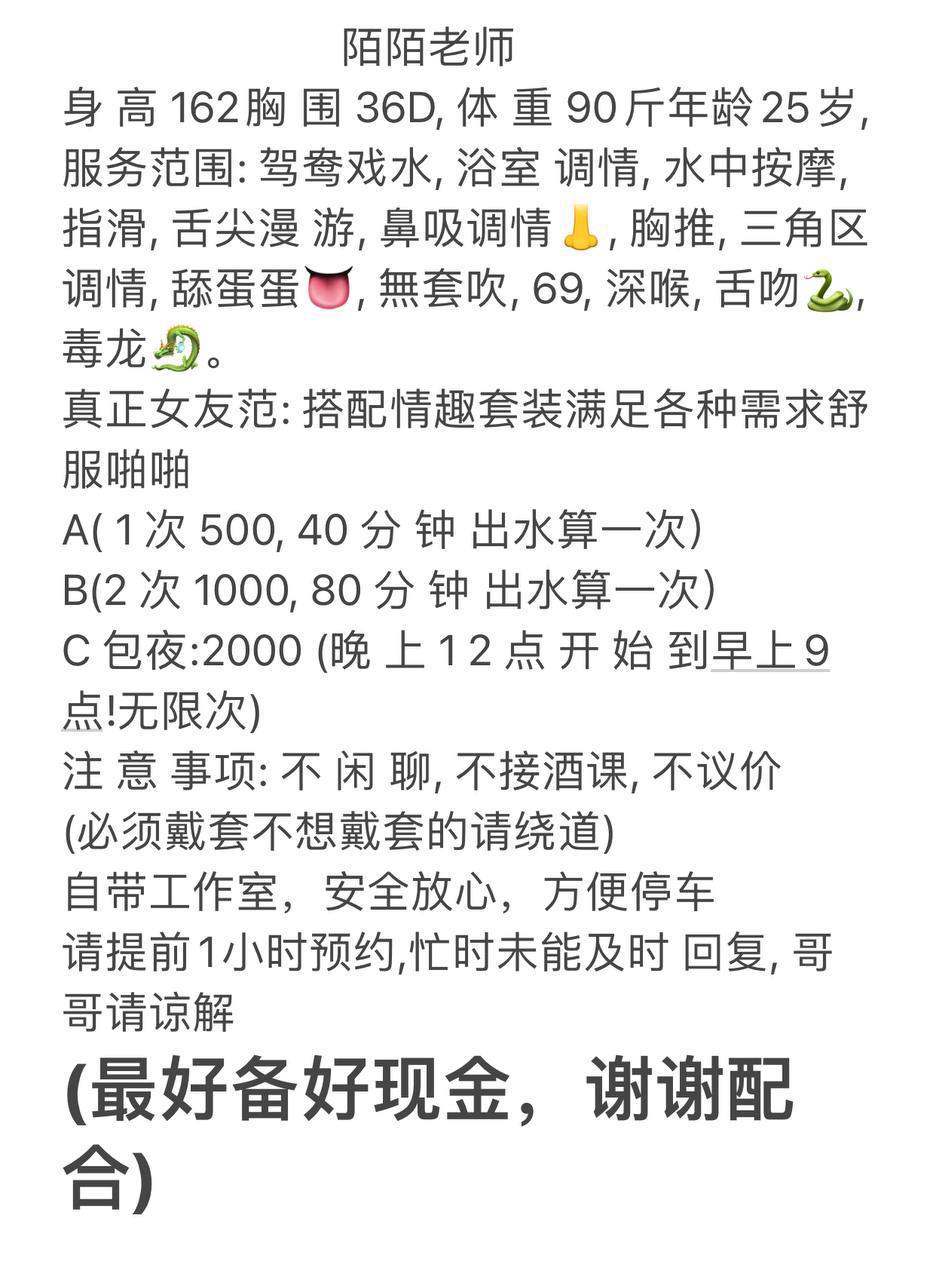 陌陌老师
身 高 162胸 围 36D, 体 重 90斤年龄25岁,
服务范围: 鸳鸯戏水, 浴室 调情, 水中按摩,
指滑, 舌尖漫 游, 鼻吸调情👃, 胸推, 三角区
调情, 舔蛋蛋👅, 無套吹, 69, 深喉, 舌吻🐍,
毒龙🐉。
真正女友范: 搭配情趣套装满足各种需求舒
服啪啪
A( 1次 500, 40 分 钟 出水算一次)
B(2 次 1000, 80 分 钟 出水算一次)
C 包夜:2000 (晚 上 1 2 点 开 始 到早上9
点!无限次)
注 意 事项: 不 闲 聊, 不接酒课, 不议价
(必须戴套不想戴套的请绕道)
自带工作室，安全放心，方便停车
请提前1小时预约,忙时未能及时 回复, 哥
哥请谅解
(最好备好现金，谢谢配
合)